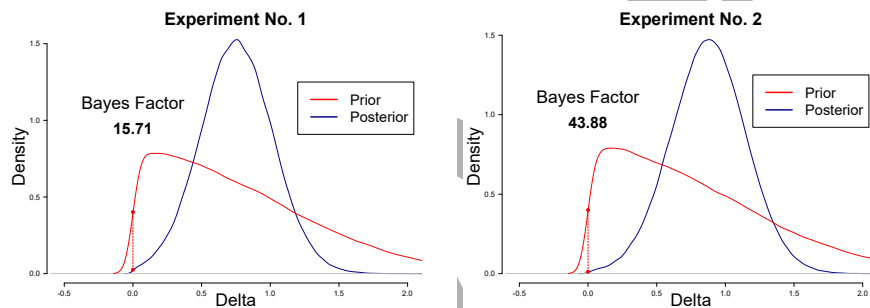 Experiment No. 1
1.5
1.0
0.5
0.0
Density
Bayes Factor
15.71
Prior
Posterior
-0.5
0.0
0.5
1.0
1.5
2.0
Delta
Experiment No. 2
1.5
1.0
0.5
0.0
Density
Bayes Factor
43.88
Prior
Posterior
-0.5
0.0
0.5
1.0
1.5
2.0
Delta